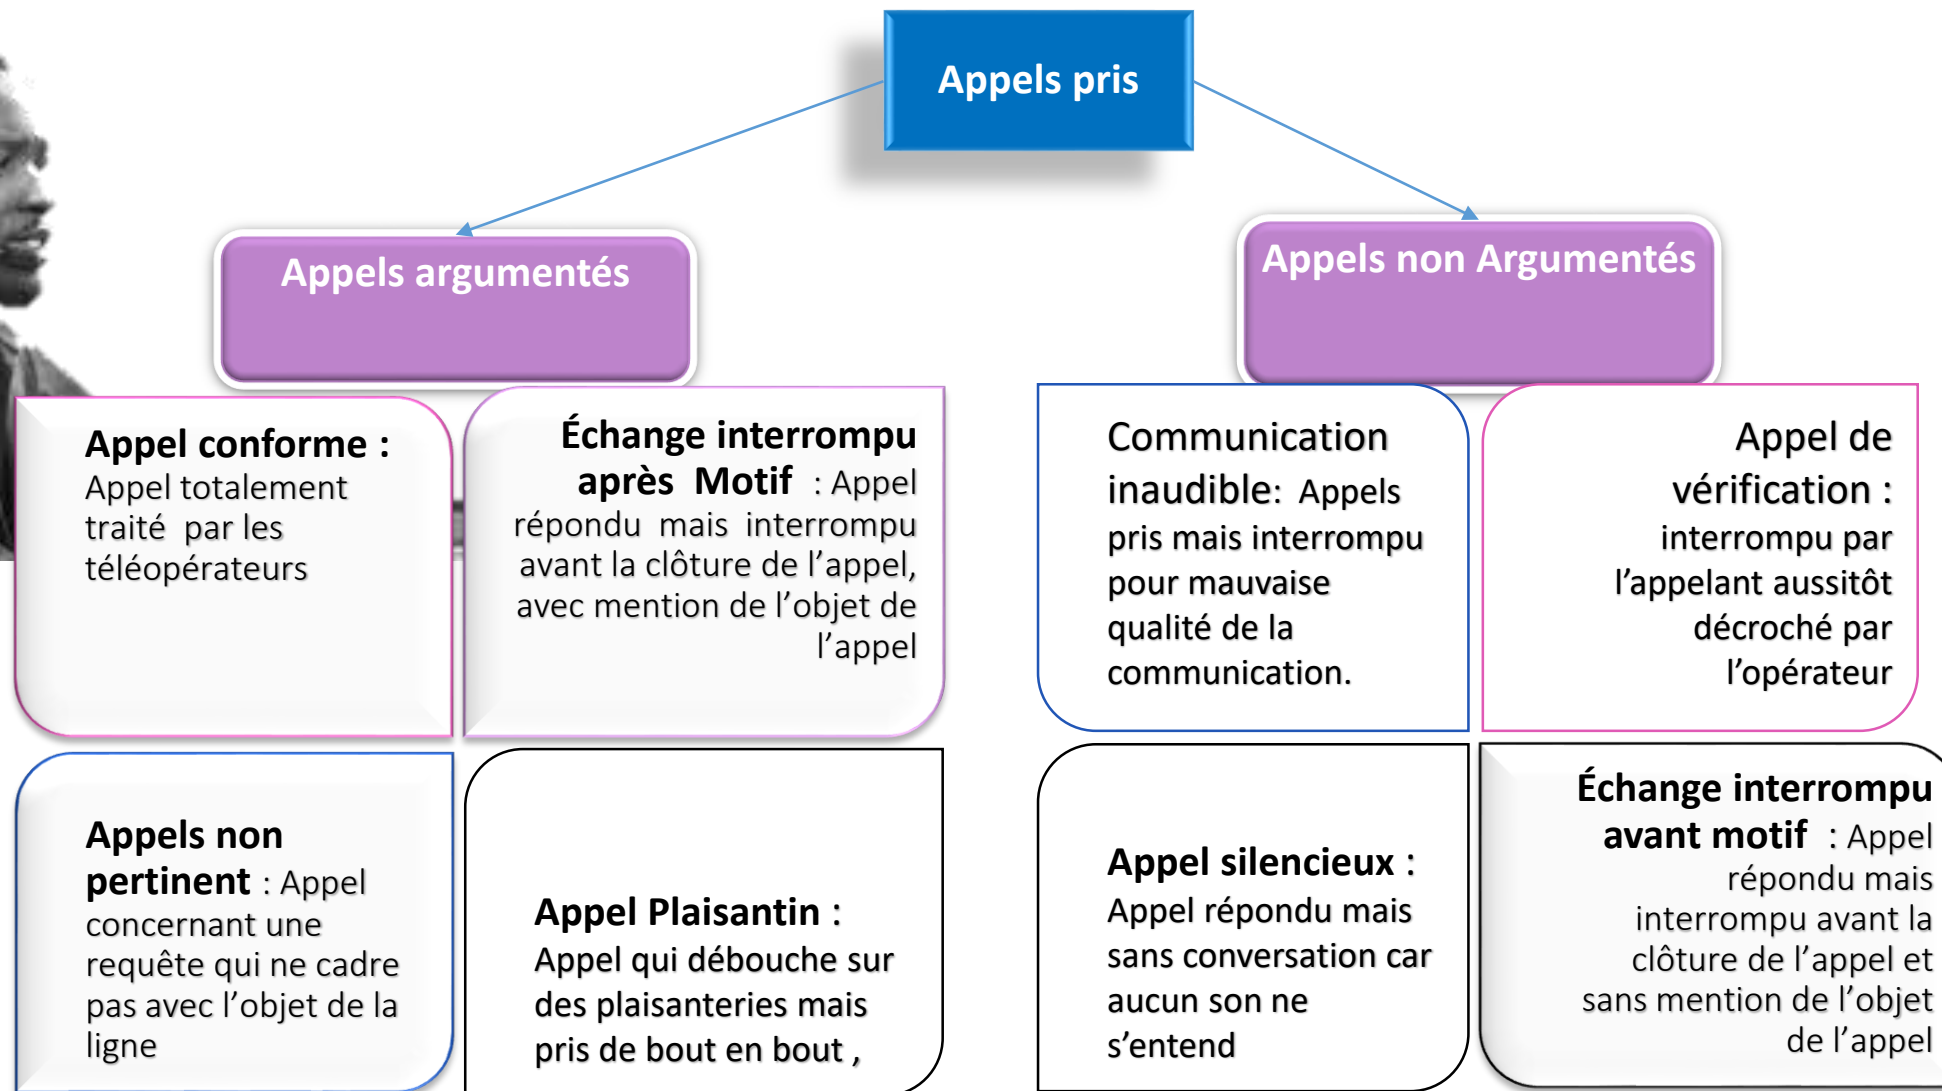 Appels pris
Appels argumentés
Appels non Argumentés
Appel conforme :
Appel totalement
traité par les
téléopérateurs
Échange interrompu
après Motif : Appel
répondu mais interrompu
avant la clôture de l’appel,
avec mention de l’objet de
l’appel
Appels non
pertinent : Appel
concernant une
requête qui ne cadre
pas avec l’objet de la
ligne
Appel Plaisantin :
Appel qui débouche sur
des plaisanteries mais
pris de bout en bout ,
Communication
inaudible: Appels
pris mais interrompu
pour mauvaise
qualité de la
communication.
Appel de
vérification :
interrompu par
l’appelant aussitôt
décroché par
l’opérateur
Appel silencieux :
Appel répondu mais
sans conversation car
aucun son ne
s’entend
Échange interrompu
avant motif : Appel
répondu mais
interrompu avant la
clôture de l’appel et
sans mention de l’objet
de l’appel